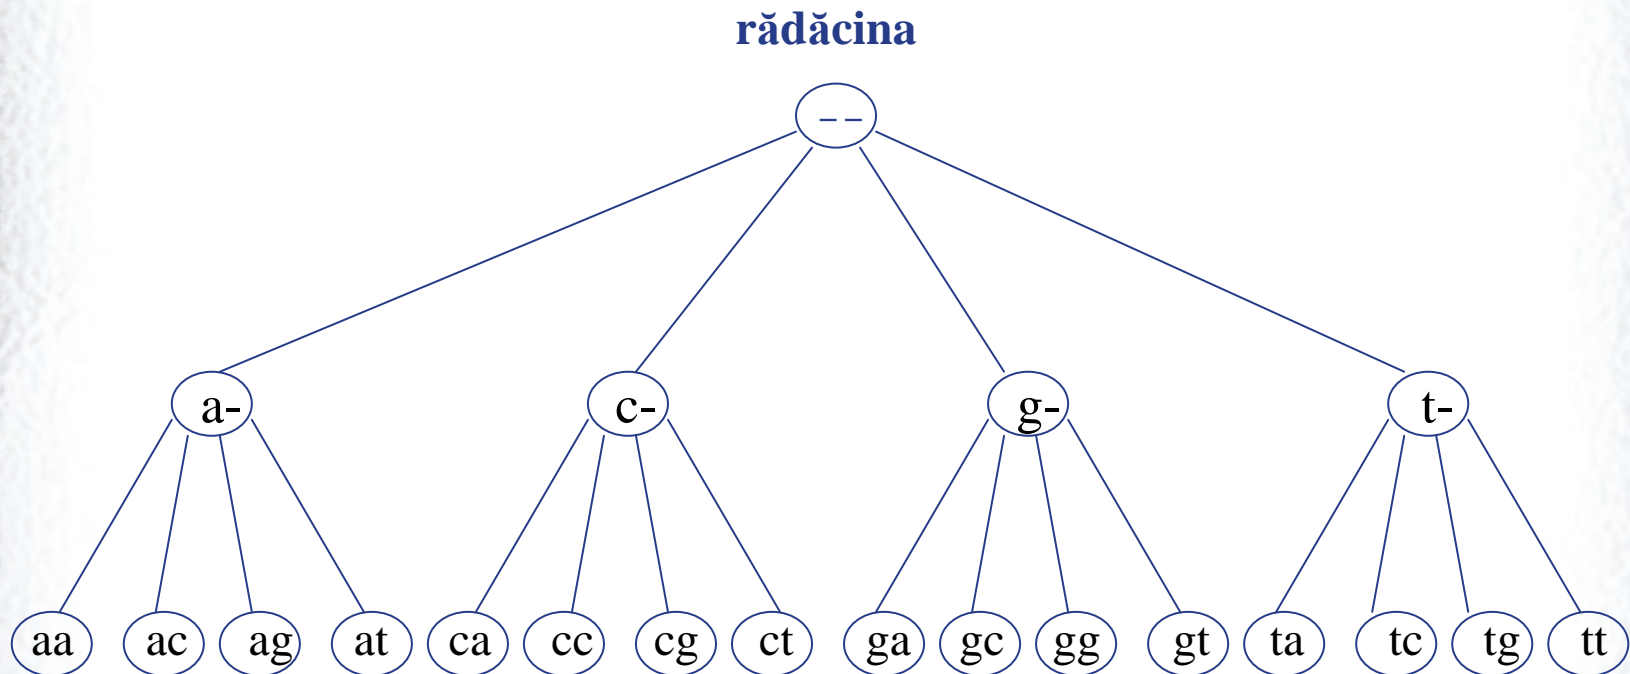 rădăcina
– –
a- c- g- t-
aa ac ag at ca cc cg ct ga gc gg gt ta tc tg tt